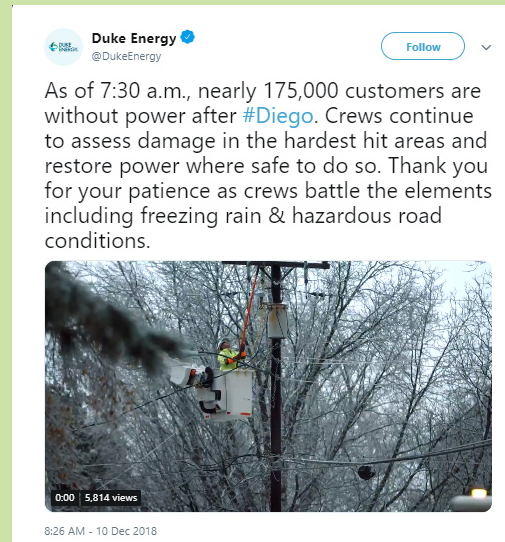 Duke Energy
DUKE
ENERGY
@DukeEnergy
Follow
As of 7:30 a.m., nearly 175,000 customers are
without power after #Diego. Crews continue
to assess damage in the hardest hit areas and
restore power where safe to do so. Thank you
for your patience as crews battle the elements
including freezing rain & hazardous road
conditions.
0:00 5,814 views
8:26 AM - 10 Dec 2018